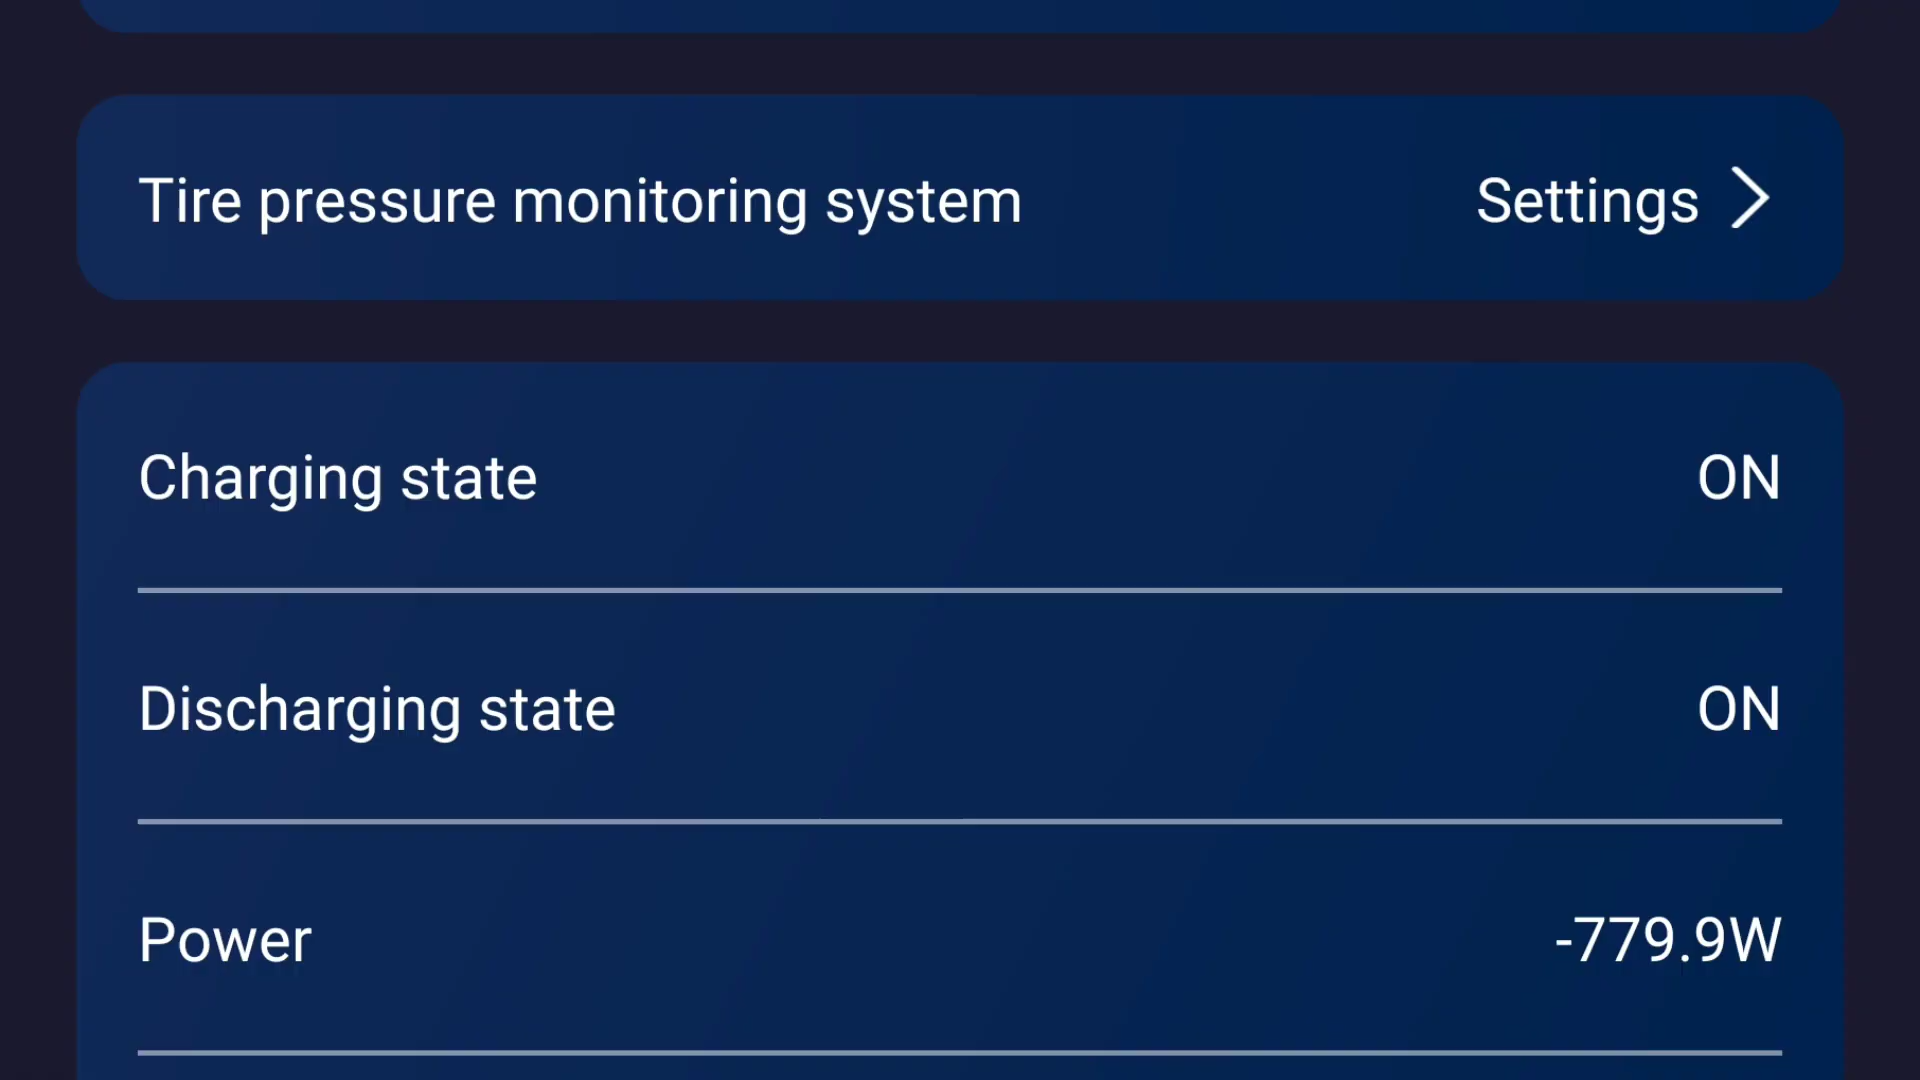 Tire pressure monitoring system Settings
Charging state ON
Discharging state ON
Power -779.9W